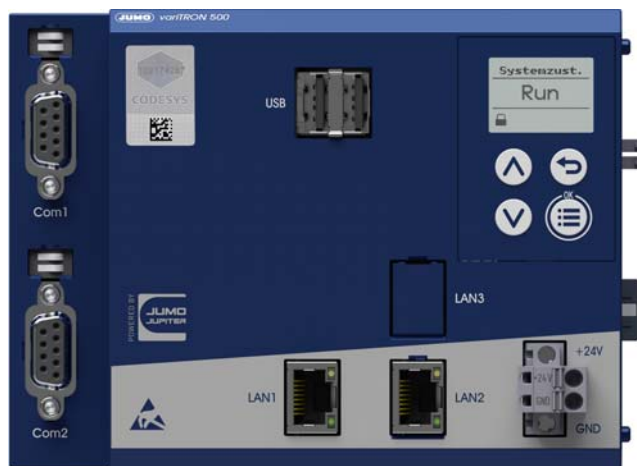 JUMO variTRON 500
CODESYS
USB
Systemzust.
Run
OK
Com1
LAN3
POWERED BY
JUMO
JUPITER
+24V
+24V
GND
LAN1
LAN2
GND
Com2